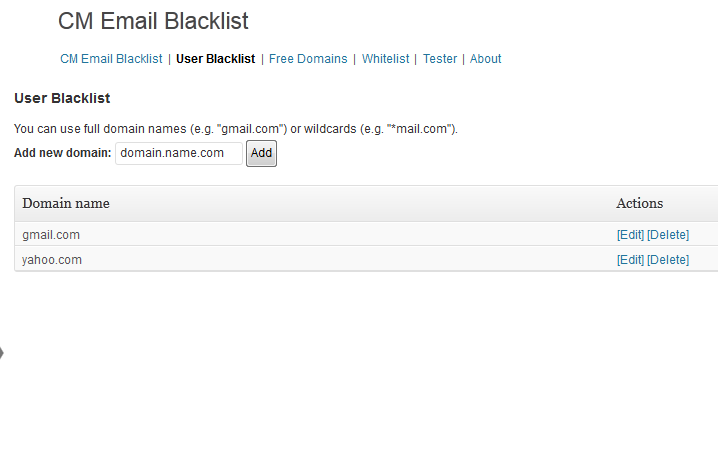 CM Email Blacklist
CM Email Blacklist | User Blacklist | Free Domains | Whitelist | Tester | About
User Blacklist
You can use full domain names (e.g. "gmail.com") or wildcards (e.g. "*mail.com").
Add new domain: domain.name.com Add
Domain name Actions
gmail.com [Edit] [Delete]
yahoo.com [Edit] [Delete]